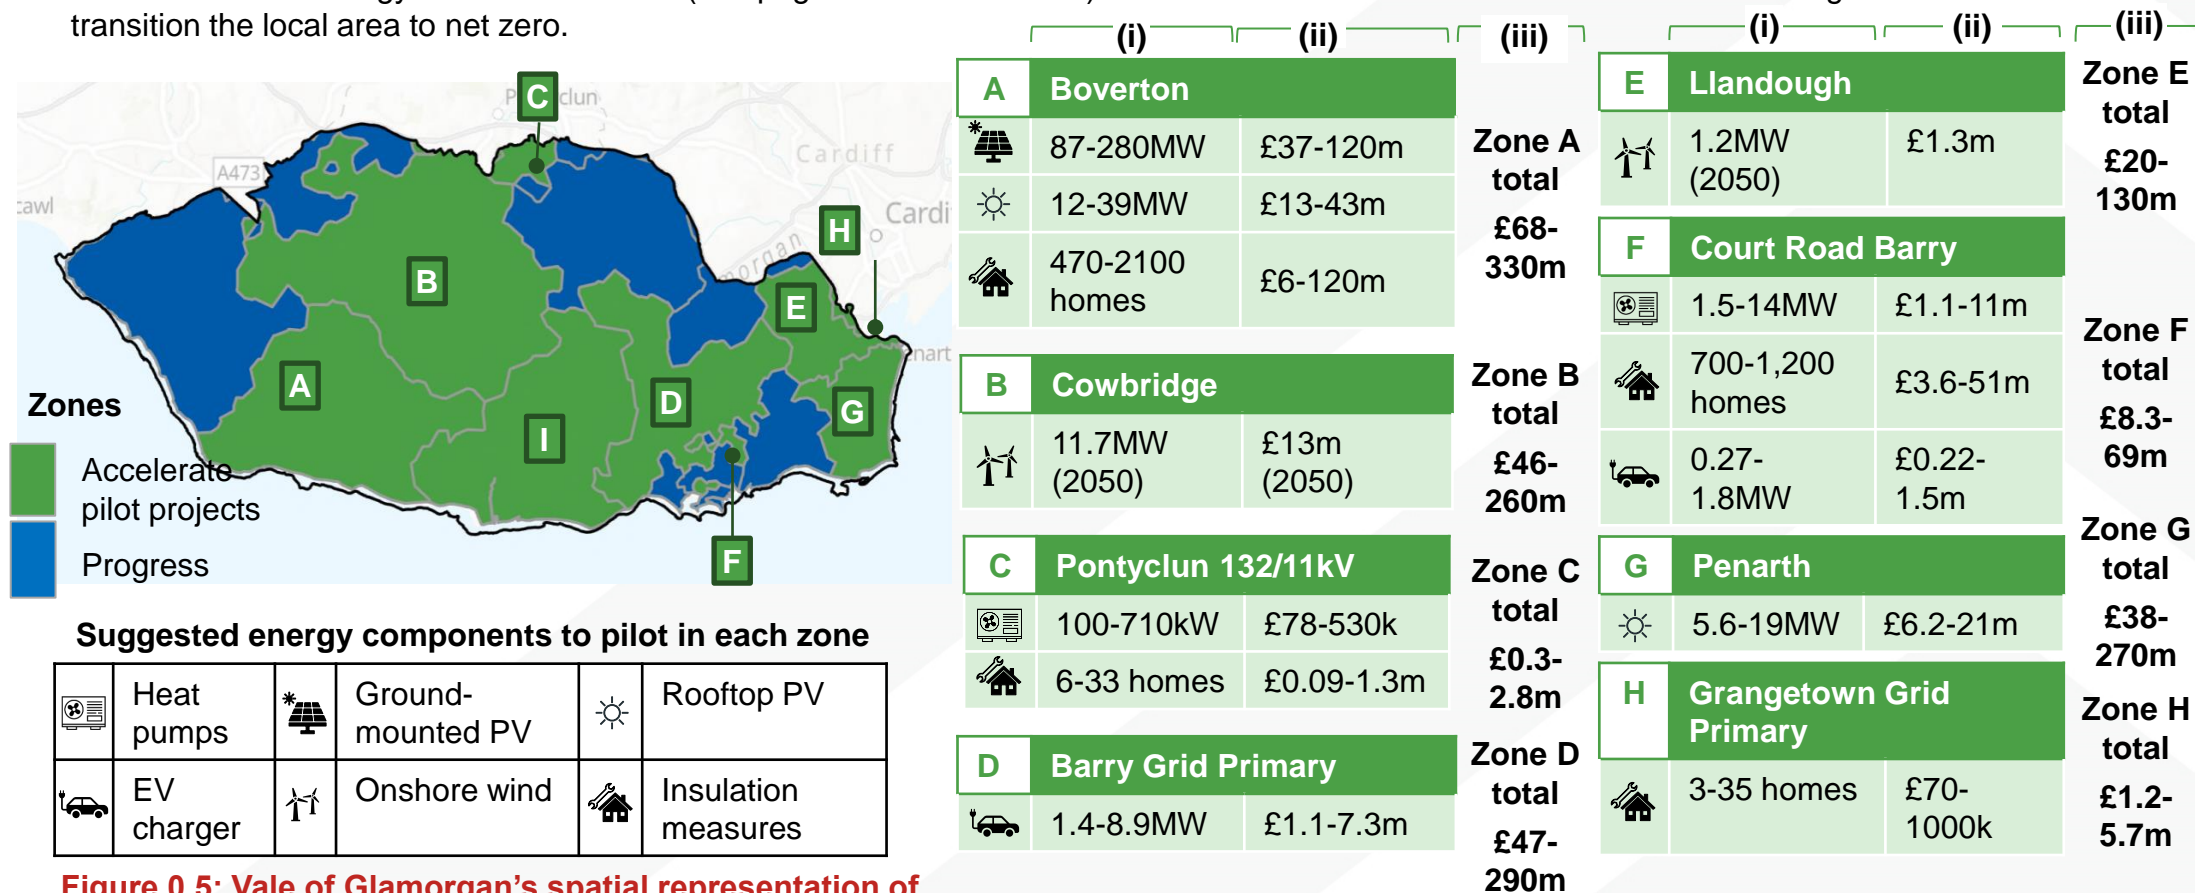 transition the local area to net zero.
A473
cawl
P
clun
Cardiff
Cardi
morgan
enart
C
H
B
E
A
D
G
I
F
Zones
Accelerate
pilot projects
Progress
Suggested energy components to pilot in each zone
Heat
pumps
Ground-
mounted PV
Rooftop PV
EV
charger
Onshore wind
Insulation
measures
Figure 0.5: Vale of Glamorgan's spatial representation of
(i) (ii) (iii)
A Boverton
87-280MW £37-120m
12-39MW £13-43m
470-2100
homes
£6-120m
Zone A
total
£68-
330m
B Cowbridge
11.7MW
(2050)
£13m
(2050)
Zone B
total
£46-
260m
C Pontyclun 132/11kV
100-710kW £78-530k
6-33 homes £0.09-1.3m
Zone C
total
£0.3-
2.8m
D Barry Grid Primary
1.4-8.9MW £1.1-7.3m
Zone D
total
£47-
290m
(i) (ii) (iii)
E Llandough
1.2MW
(2050)
£1.3m
Zone E
total
£20-
130m
F Court Road Barry
1.5-14MW £1.1-11m
700-1,200
homes
£3.6-51m
0.27-
1.8MW
£0.22-
1.5m
Zone F
total
£8.3-
69m
G Penarth
5.6-19MW £6.2-21m
Zone G
total
£38-
270m
H Grangetown Grid
Primary
3-35 homes
£70-
1000k
Zone H
total
£1.2-
5.7m